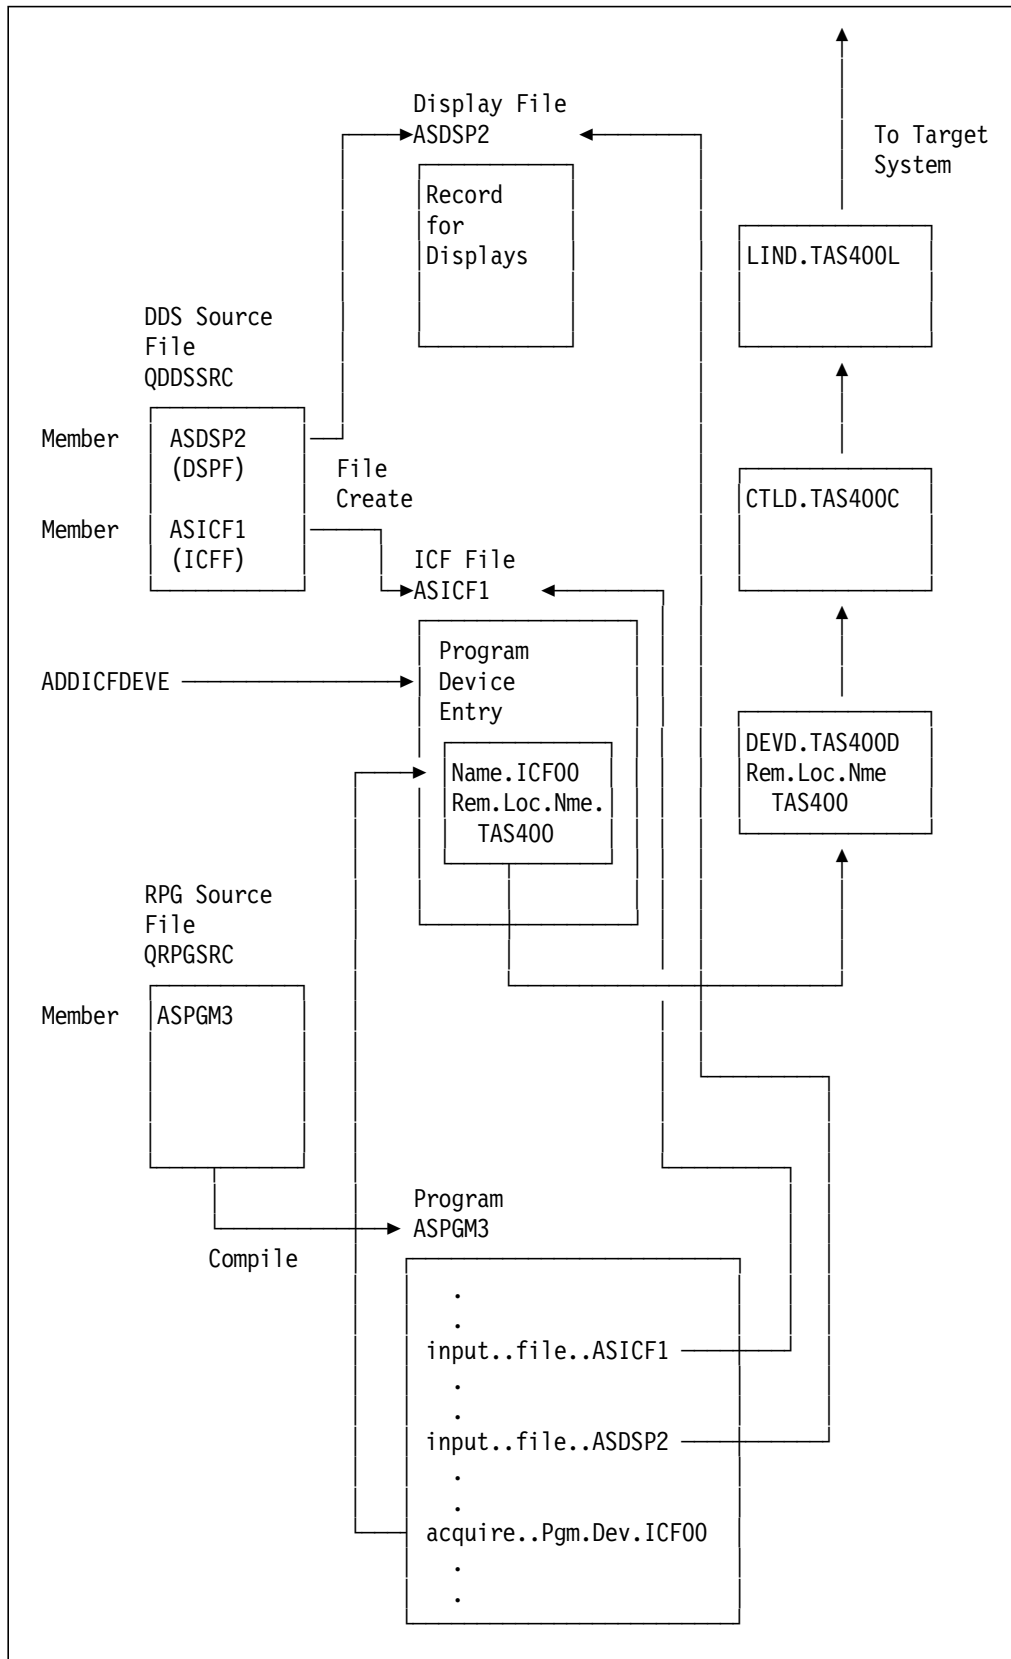 Display File
ASDSP2
To Target
System
Record
for
Displays
LIND.TAS400L
DDS Source
File
QDDSSRC
Member
ASDSP2
(DSPF)
File
Create
CTLD.TAS400C
Member
ASICF1
(ICFF)
ICF File
ASICF1
Program
Device
Entry
ADDICFDEVE
DEVD.TAS400D
Rem.Loc.Nme
TAS400
Name.ICF00
Rem.Loc.Nme.
TAS400
RPG Source
File
QRPGSRC
Member
ASPGM3
Program
ASPGM3
Compile
.
.
input..file..ASICF1
.
.
input..file..ASDSP2
.
.
acquire..Pgm.Dev.ICF00
.
.